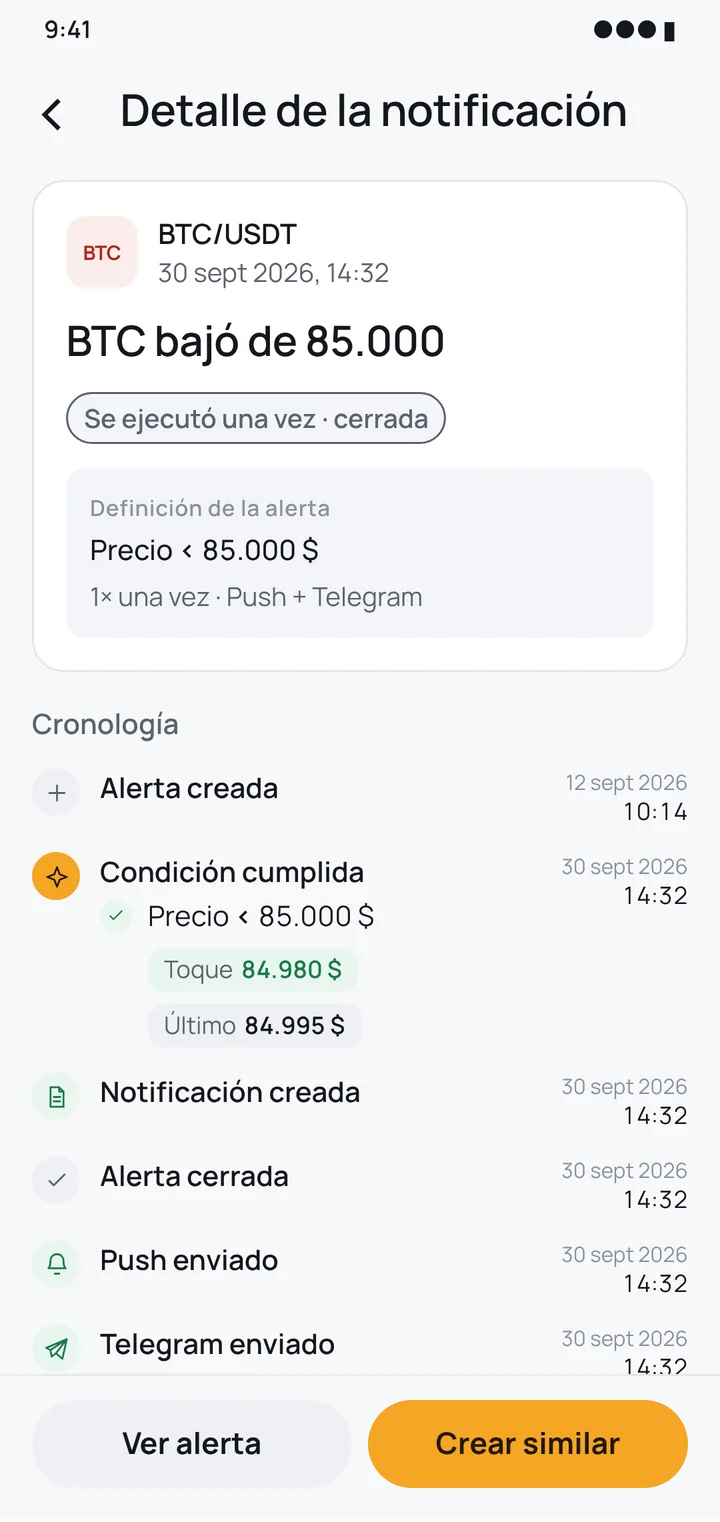 9:41
Detalle de la notificación
BTC
BTC/USDT
30 sept 2026, 14:32
BTC bajó de 85.000
Se ejecutó una vez · cerrada
Definición de la alerta
Precio < 85.000 $
1× una vez · Push + Telegram
Cronología
Alerta creada
12 sept 2026
10:14
Condición cumplida
30 sept 2026
14:32
Precio < 85.000 $
Toque 84.980 $
Último 84.995 $
Notificación creada
30 sept 2026
14:32
Alerta cerrada
30 sept 2026
14:32
Push enviado
30 sept 2026
14:32
Telegram enviado
30 sept 2026
14:32
Ver alerta
Crear similar